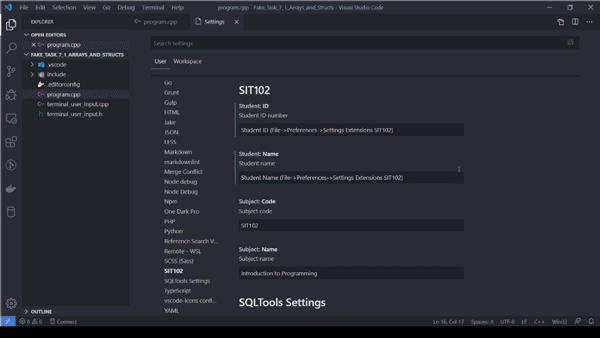 File Edit Selection View Go Debug Terminal Help
program.cpp - Fake_Task_7_1_Arrays_and_Structs - Visual Studio Code
EXPLORER
program.cpp
Settings
OPEN EDITORS
program.cpp
FAKE_TASK_7_1_ARRAYS_AND_STRUCTS
.vscode
include
.editorconfig
program.cpp
terminal_user_input.cpp
terminal_user_input.h
OUTLINE
Search settings
User Workspace
Go
Grunt
Gulp
HTML
Jake
JSON
LESS
Markdown
markdownlint
Merge Conflict
Node debug
Node Debug
Npm
One Dark Pro
PHP
Python
Reference Search V...
Remote - WSL
SCSS (Sass)
SIT102
SQLTools Settings
TypeScript
vscode-icons confi...
YAML
SIT102
Student: ID
Student ID number
Student ID (File->Preferences->Settings Extensions SIT102)
Student: Name
Student name
Student Name (File->Preferences->Settings Extensions SIT102)
Subject: Code
Subject code
SIT102
Subject: Name
Subject name
Introduction to Programming
SQLTools Settings
0 0 Connect
Ln 16, Col 17 Spaces: 4 UTF-8 LF C++ Win32